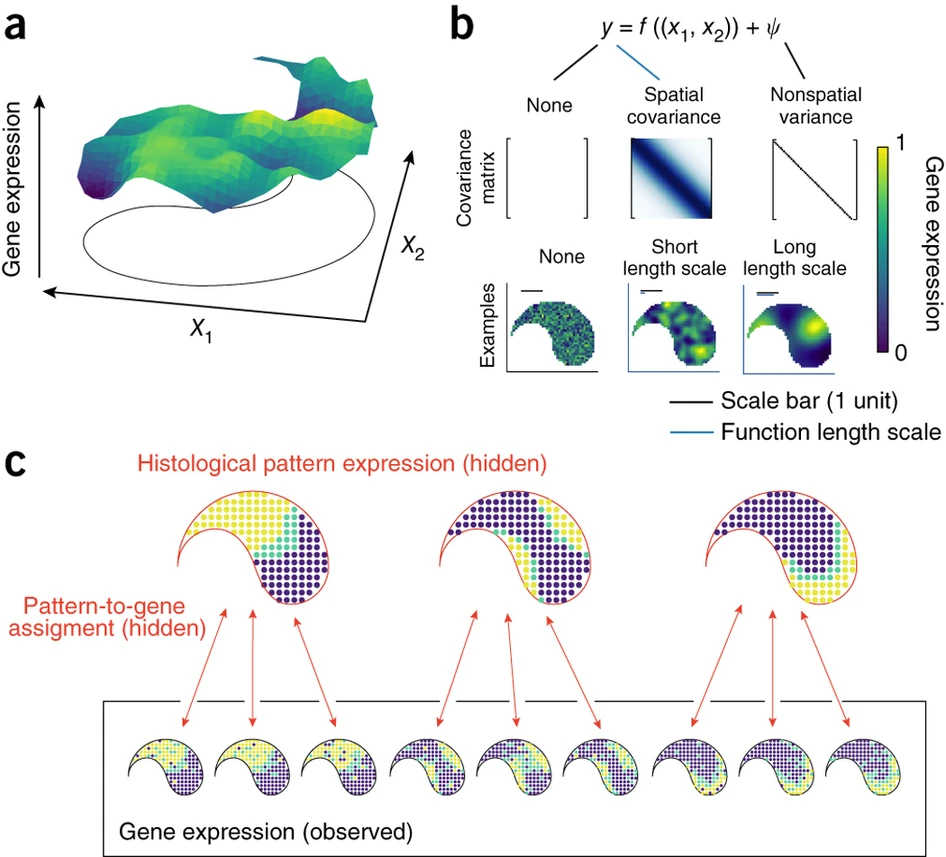 a
Gene expression
X1
X2
b
y = f ((x1, x2)) + ψ
None
Spatial
covariance
Nonspatial
variance
Covariance
matrix
None
Short
length scale
Long
length scale
Examples
1
0
Gene expression
Scale bar (1 unit)
Function length scale
c
Histological pattern expression (hidden)
Pattern-to-gene
assigment (hidden)
Gene expression (observed)